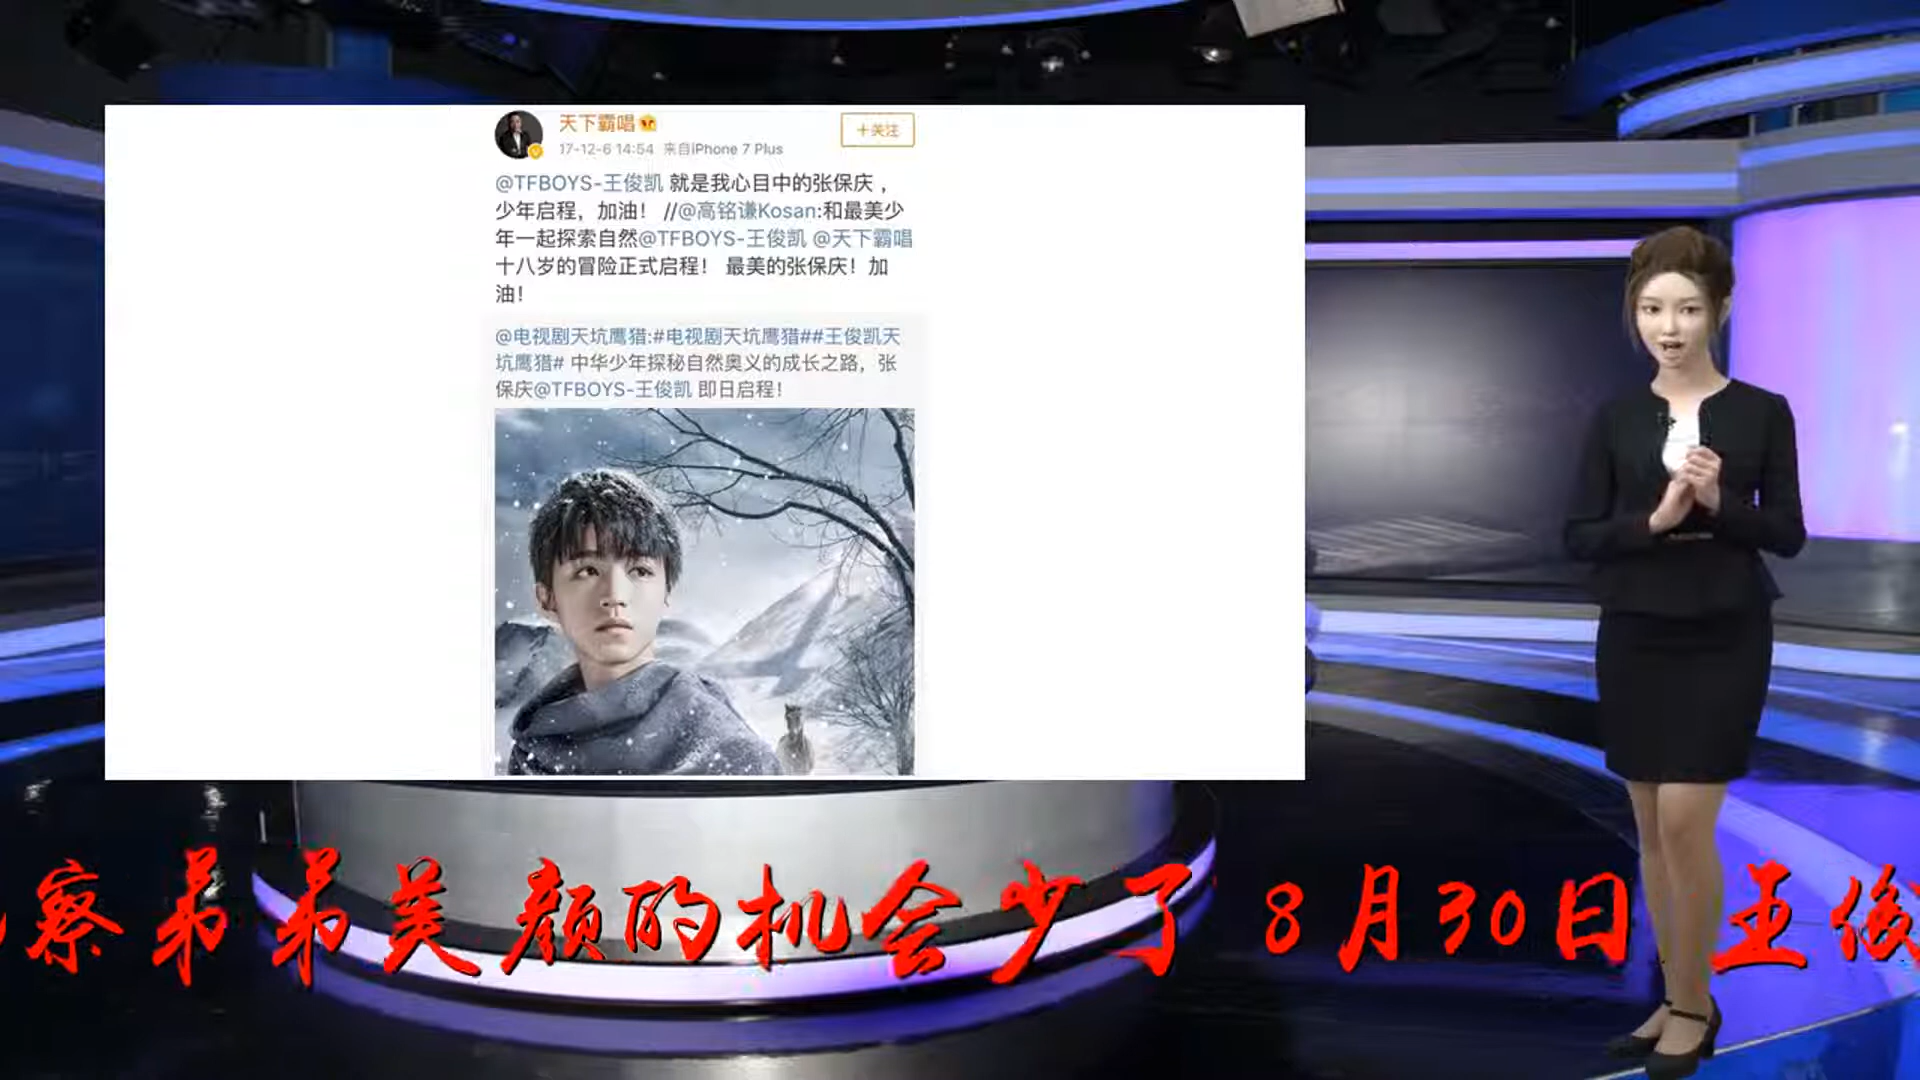 天下霸唱
十关注
17-12-6 14:54 来自iPhone 7 Plus
@TFBOYS-王俊凯 就是我心目中的张保庆，
少年启程，加油！ //@高铭谦Kosan:和最美少
年一起探索自然@TFBOYS-王俊凯 @天下霸唱
十八岁的冒险正式启程！ 最美的张保庆！加
油！
@电视剧天坑鹰猎:#电视剧天坑鹰猎##王俊凯天
坑鹰猎# 中华少年探秘自然奥义的成长之路，张
保庆@TFBOYS-王俊凯 即日启程！
察弟弟美颜的机会少了 8月30日 王俊